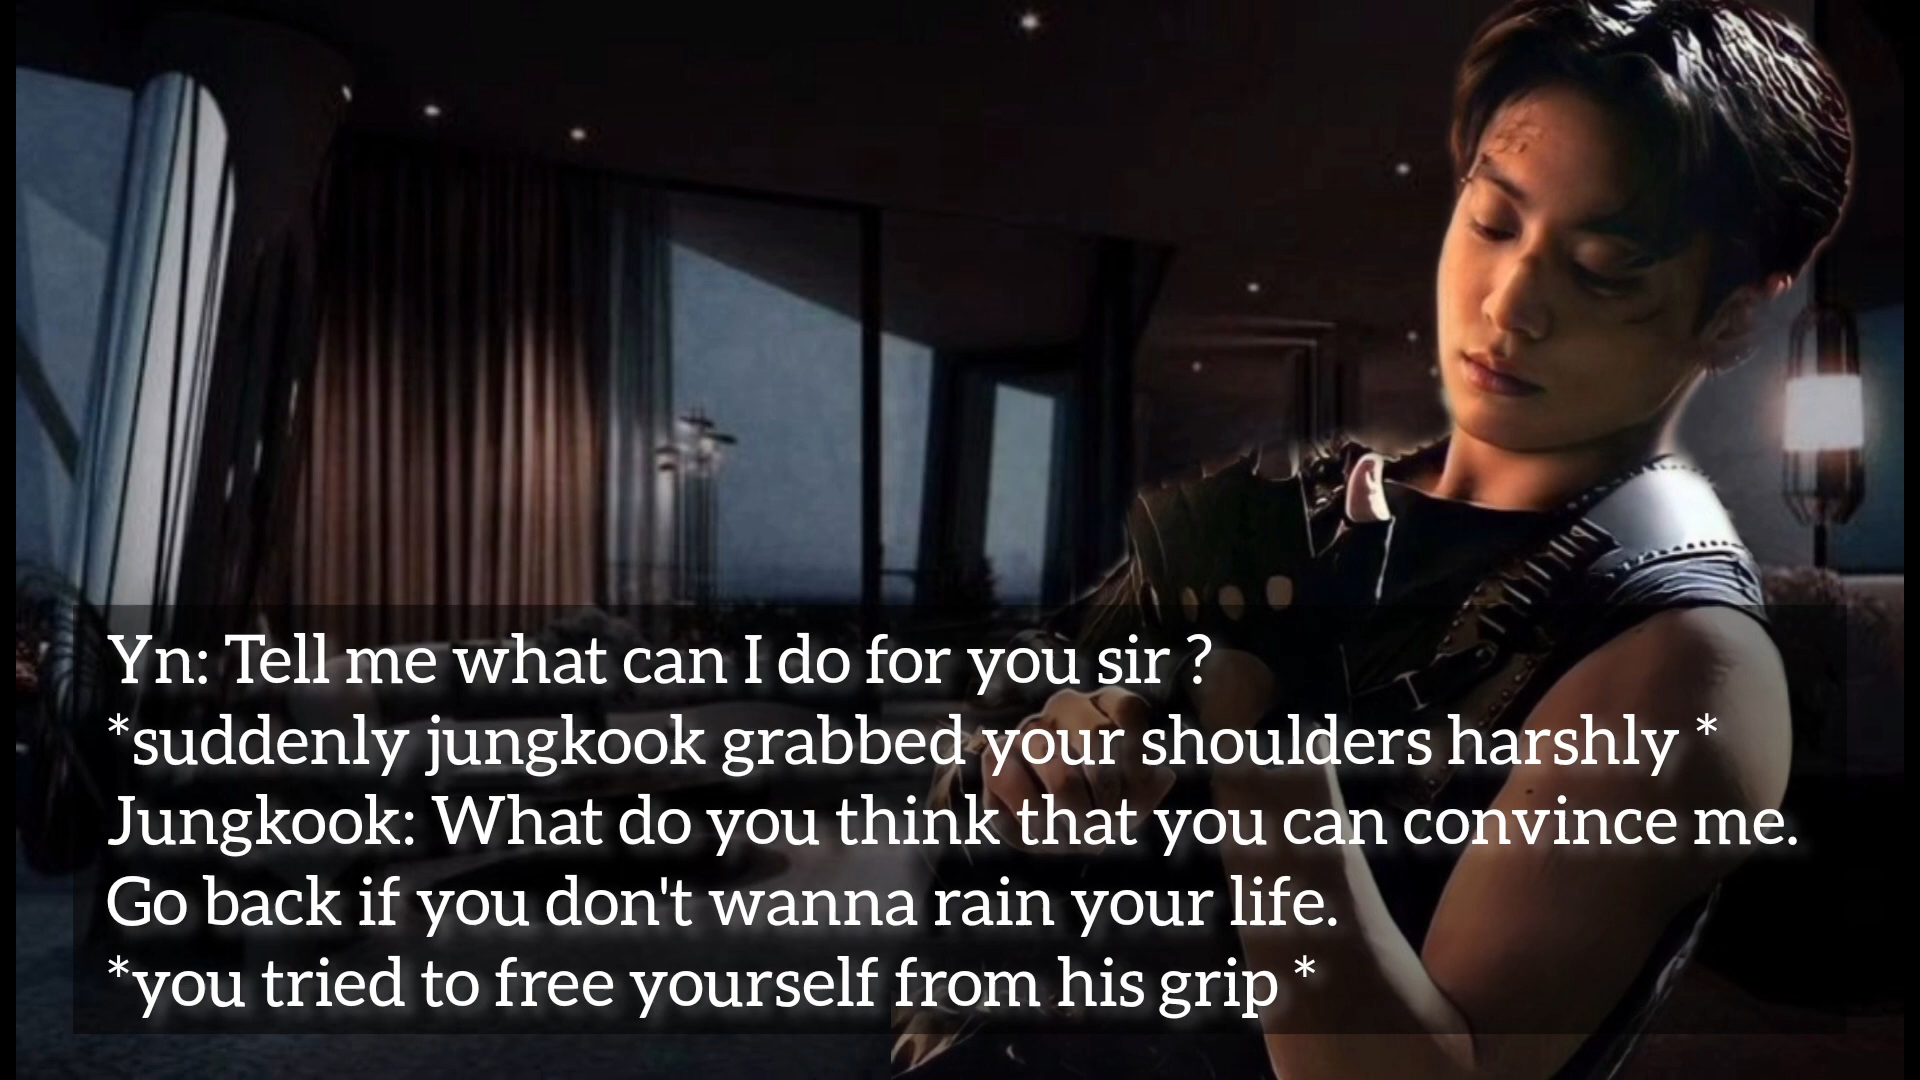 Yn: Tell me what can I do for you sir ?
*suddenly jungkook grabbed your shoulders harshly *
Jungkook: What do you think that you can convince me.
Go back if you don't wanna rain your life.
*you tried to free yourself from his grip *